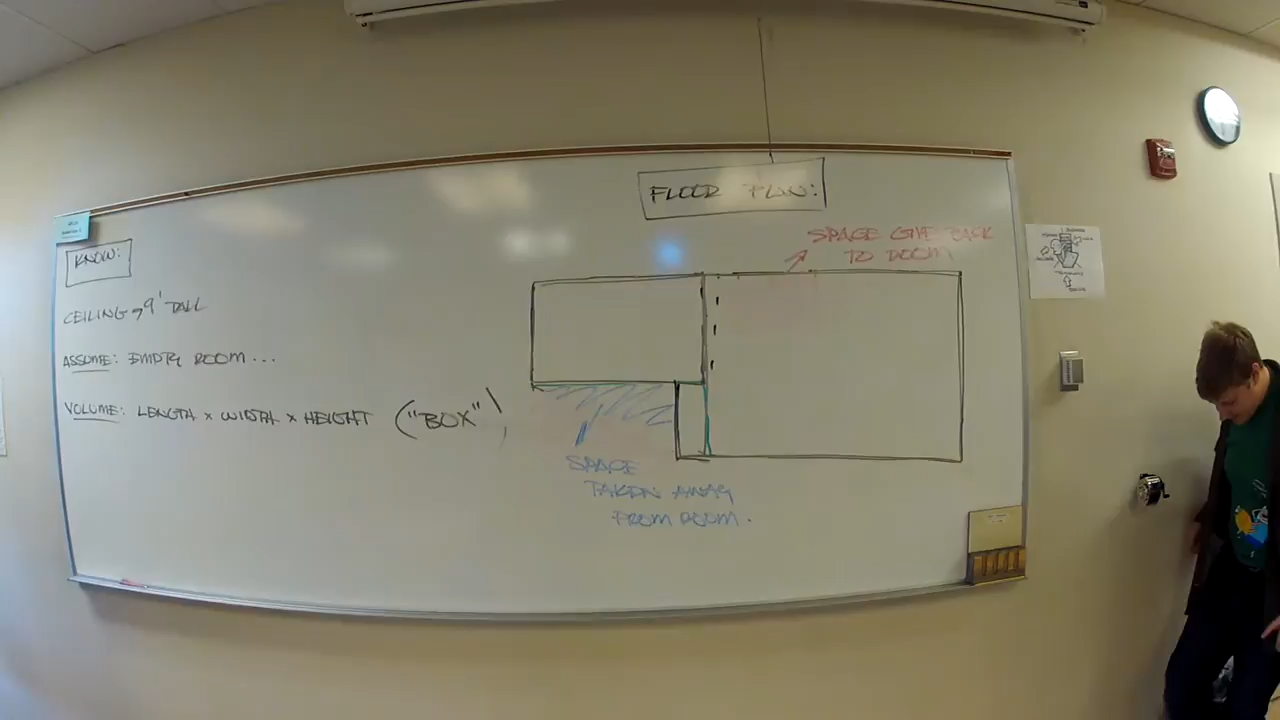 KNOW:
CEILING → 9' TALL
ASSUME: EMPTY ROOM...
VOLUME: LENGTH x WIDTH x HEIGHT ("BOX")
FLOOR PLAN:
SPACE GIVE BACK
TO ROOM
SPACE
TAKEN AWAY
FROM ROOM.